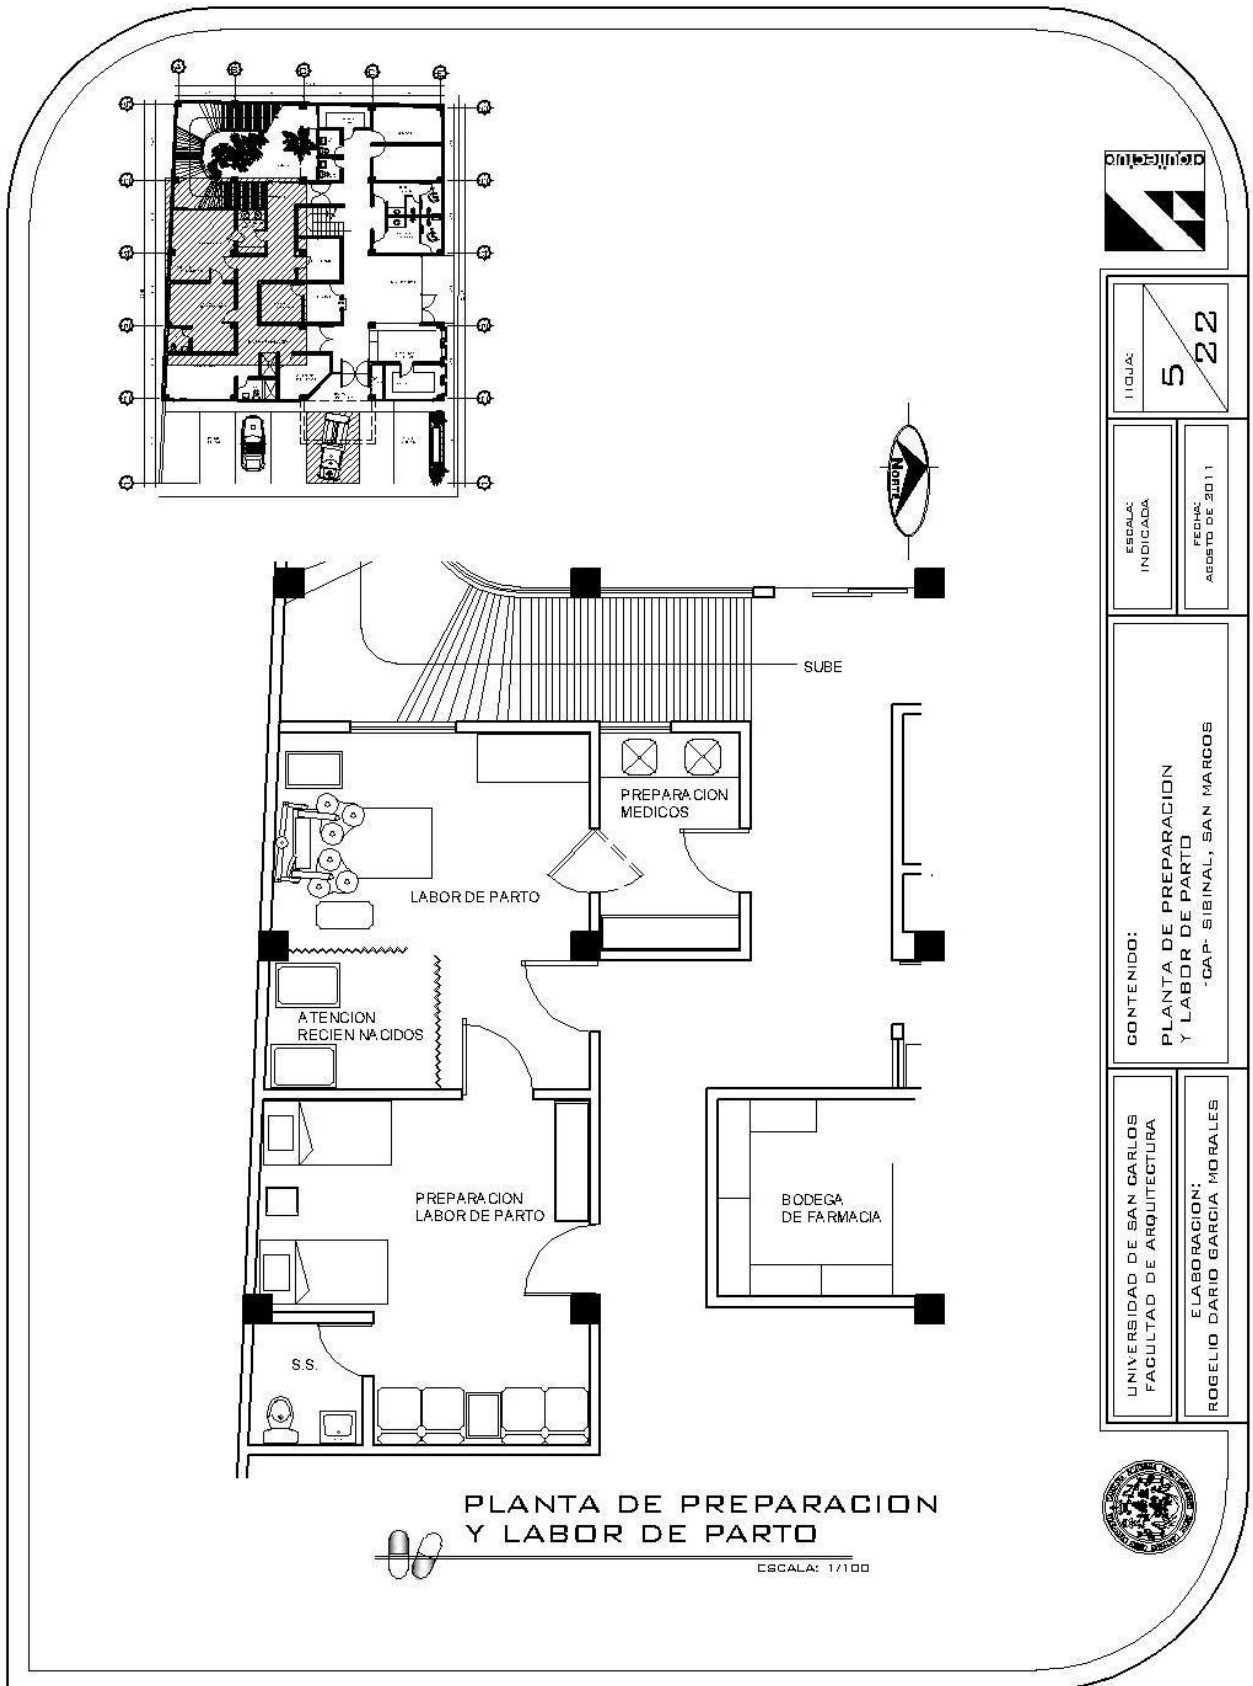 arquitectura
HOJA:
5
22
NORTE
ESCALA:
INDICADA
FECHA:
AGOSTO DE 2011
SUBE
PREPARACION
MEDICOS
LABOR DE PARTO
ATENCION
RECIEN NACIDOS
PREPARACION
LABOR DE PARTO
BODEGA
DE FARMACIA
S.S.
CONTENIDO:
PLANTA DE PREPARACION
Y LABOR DE PARTO
-CAP- SIBINAL, SAN MARCOS
UNIVERSIDAD DE SAN CARLOS
FACULTAD DE ARQUITECTURA
ELABORACION:
ROGELIO DARIO GARCIA MORALES
PLANTA DE PREPARACION
Y LABOR DE PARTO
ESCALA: 1/100